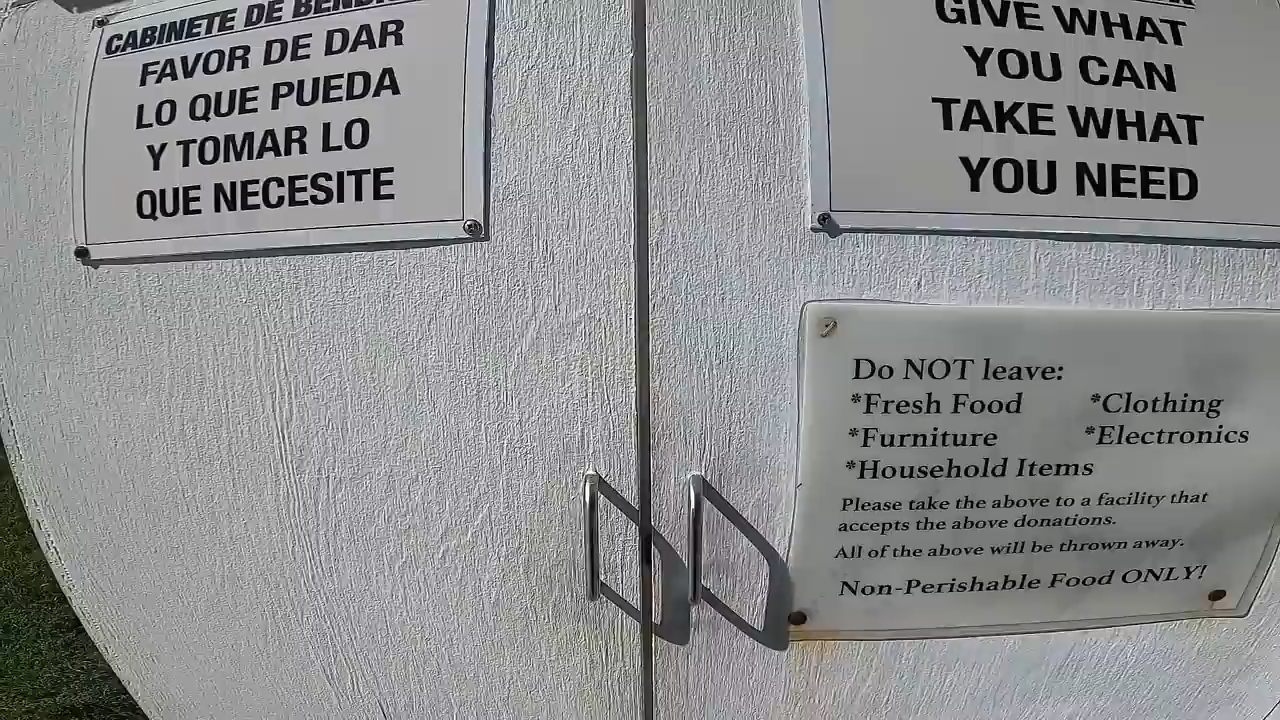 CABINETE DE
FAVOR DE DAR
LO QUE PUEDA
Y TOMAR LO
QUE NECESITE
GIVE WHAT
YOU CAN
TAKE WHAT
YOU NEED
Do NOT leave:
*Fresh Food *Clothing
*Furniture *Electronics
*Household Items
Please take the above to a facility that
accepts the above donations.
All of the above will be thrown away.
Non-Perishable Food ONLY!